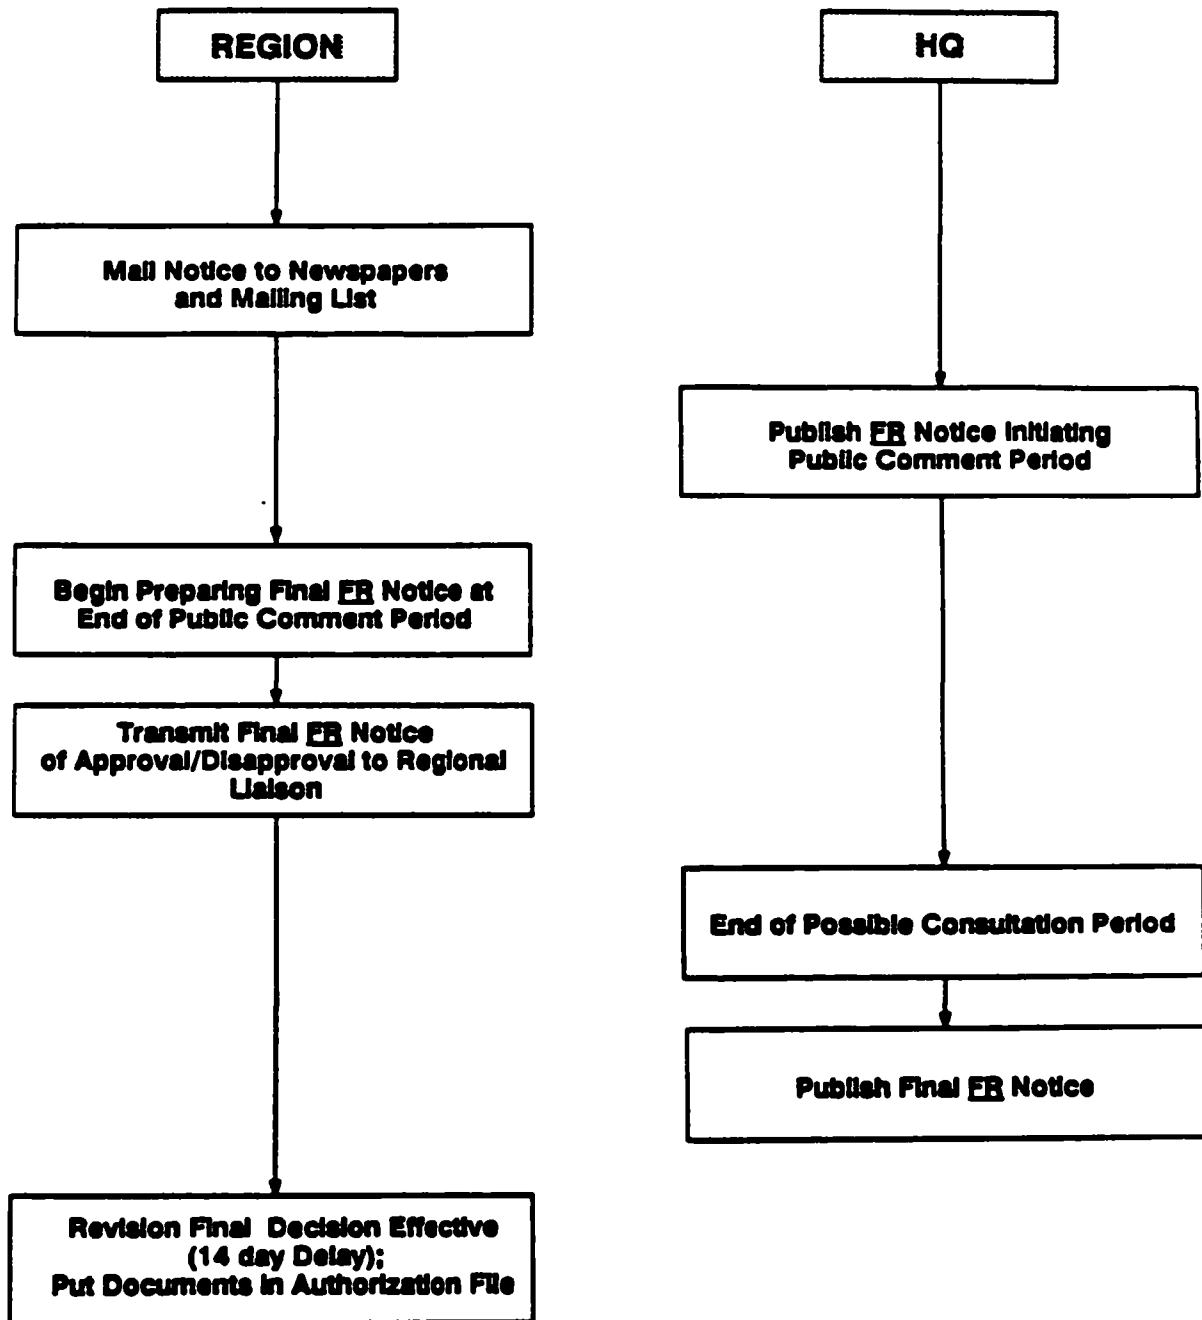 REGION
HQ
Mail Notice to Newspapers
and Mailing List
Publish FR Notice Initiating
Public Comment Period
Begin Preparing Final FR Notice at
End of Public Comment Period
Transmit Final FR Notice
of Approval/Disapproval to Regional
Liaison
End of Possible Consultation Period
Publish Final FR Notice
Revision Final Decision Effective
(14 day Delay);
Put Documents in Authorization File